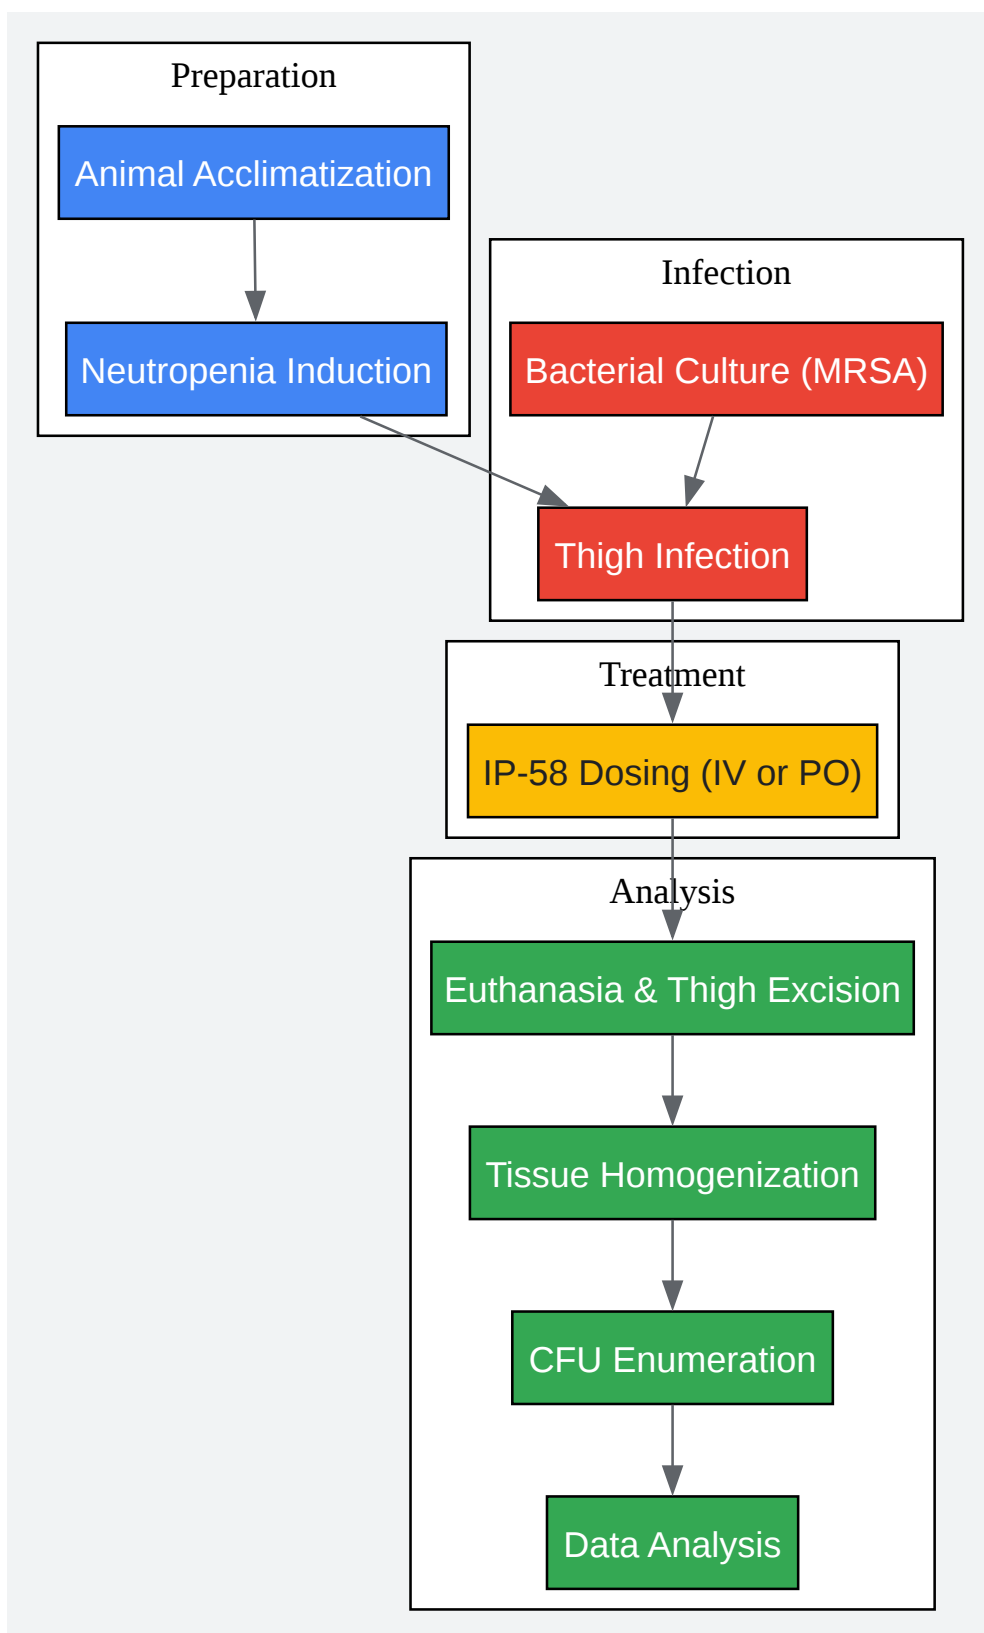 Preparation
Animal Acclimatization
Neutropenia Induction
Infection
Bacterial Culture (MRSA)
Thigh Infection
Treatment
IP-58 Dosing (IV or PO)
Analysis
Euthanasia & Thigh Excision
Tissue Homogenization
CFU Enumeration
Data Analysis